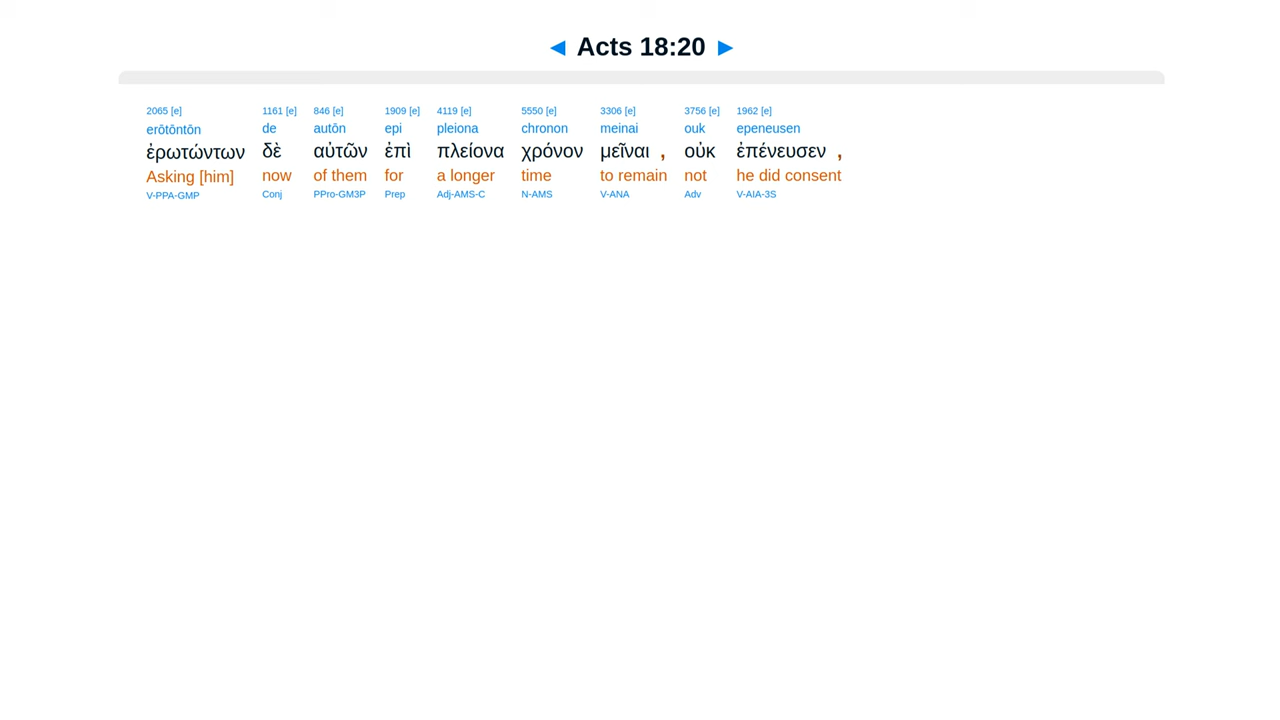 ◄ Acts 18:20 ►
2065 [e] 1161 [e] 846 [e] 1909 [e] 4119 [e] 5550 [e] 3306 [e] 3756 [e] 1962 [e]
erōtōntōn de autōn epi pleiona chronon meinai ouk epeneusen
ἐρωτώντων δὲ αὐτῶν ἐπὶ πλείονα χρόνον μεῖναι , οὐκ ἐπένευσεν ,
Asking [him] now of them for a longer time to remain not he did consent
V-PPA-GMP Conj PPro-GM3P Prep Adj-AMS-C N-AMS V-ANA Adv V-AIA-3S